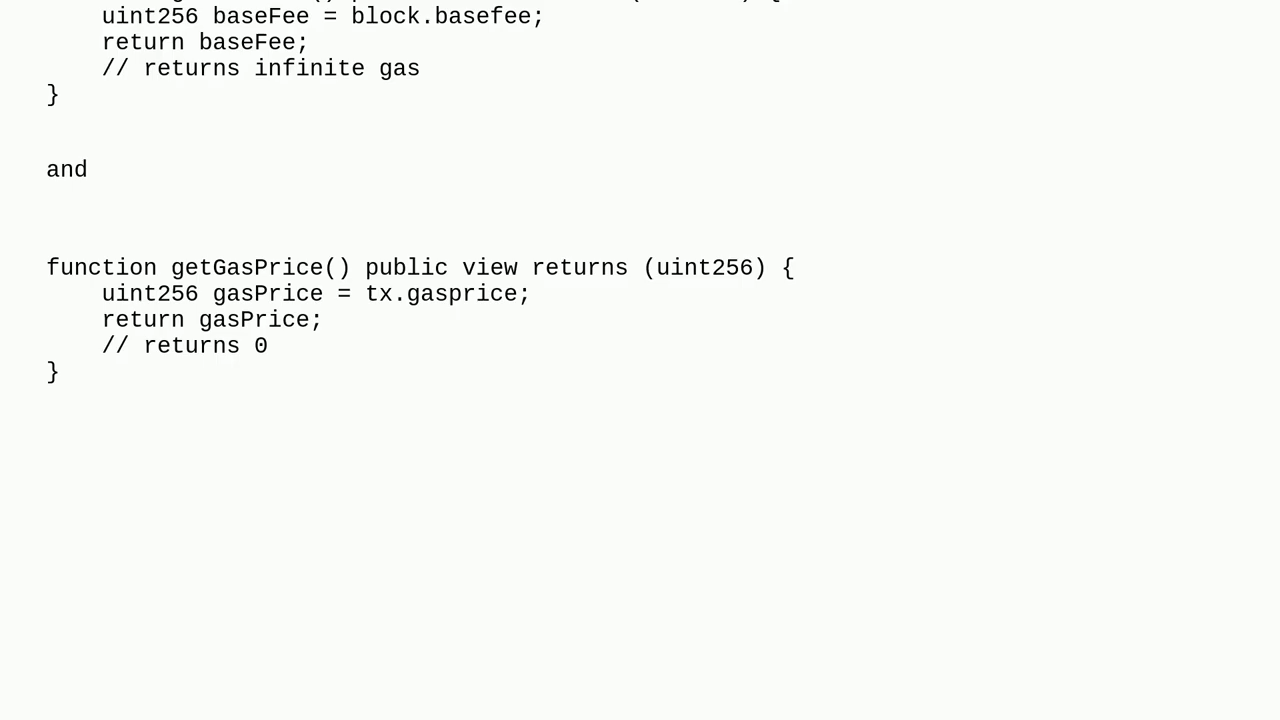 uint256 baseFee = block.basefee;
return baseFee;
// returns infinite gas
}
and
function getGasPrice() public view returns (uint256) {
uint256 gasPrice = tx.gasprice;
return gasPrice;
// returns 0
}